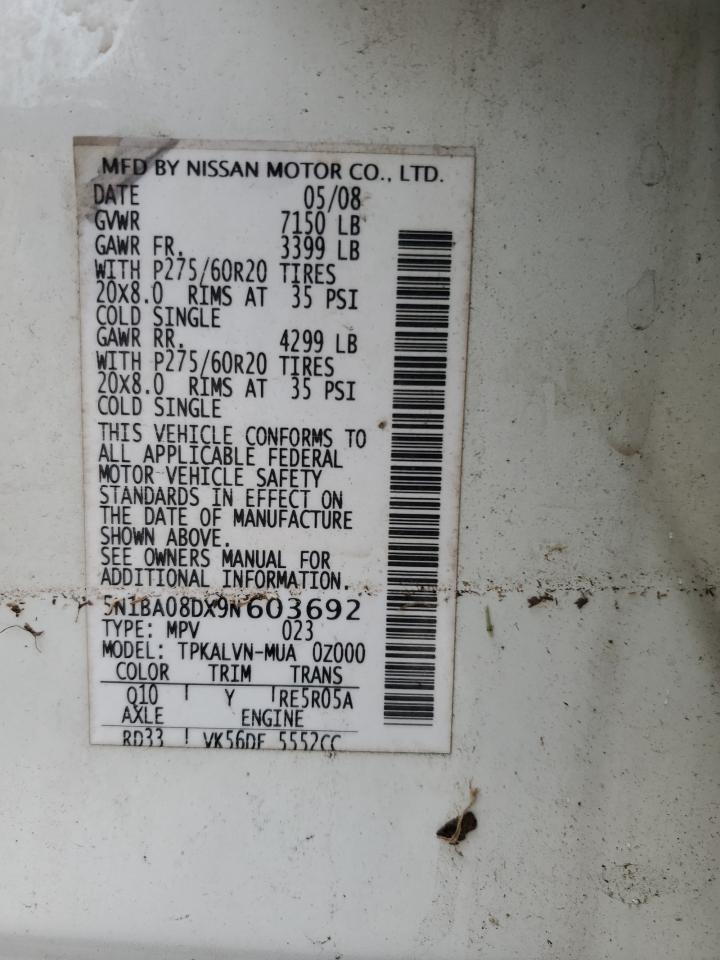 MFD BY NISSAN MOTOR CO., LTD.
DATE 05/08
GVWR 7150 LB
GAWR FR. 3399 LB
WITH P275/60R20 TIRES
20X8.0 RIMS AT 35 PSI
COLD SINGLE
GAWR RR. 4299 LB
WITH P275/60R20 TIRES
20X8.0 RIMS AT 35 PSI
COLD SINGLE
THIS VEHICLE CONFORMS TO
ALL APPLICABLE FEDERAL
MOTOR VEHICLE SAFETY
STANDARDS IN EFFECT ON
THE DATE OF MANUFACTURE
SHOWN ABOVE.
SEE OWNERS MANUAL FOR
ADDITIONAL INFORMATION.
5N1BA08DX9N603692
TYPE: MPV 023
MODEL: TPKALVN-MUA 0Z000
COLOR TRIM TRANS
Q10 Y RE5R05A
AXLE ENGINE
RD33 VK56DE 5552CC